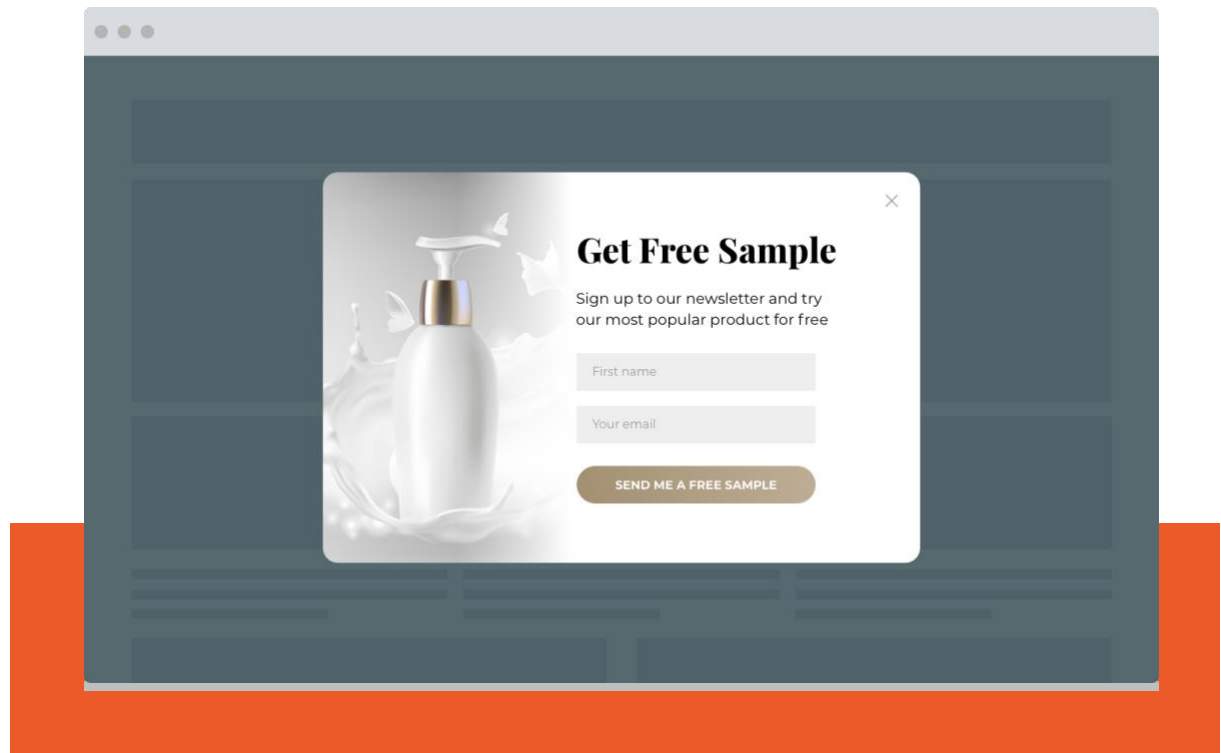 Get Free Sample
Sign up to our newsletter and try
our most popular product for free
First name
Your email
SEND ME A FREE SAMPLE